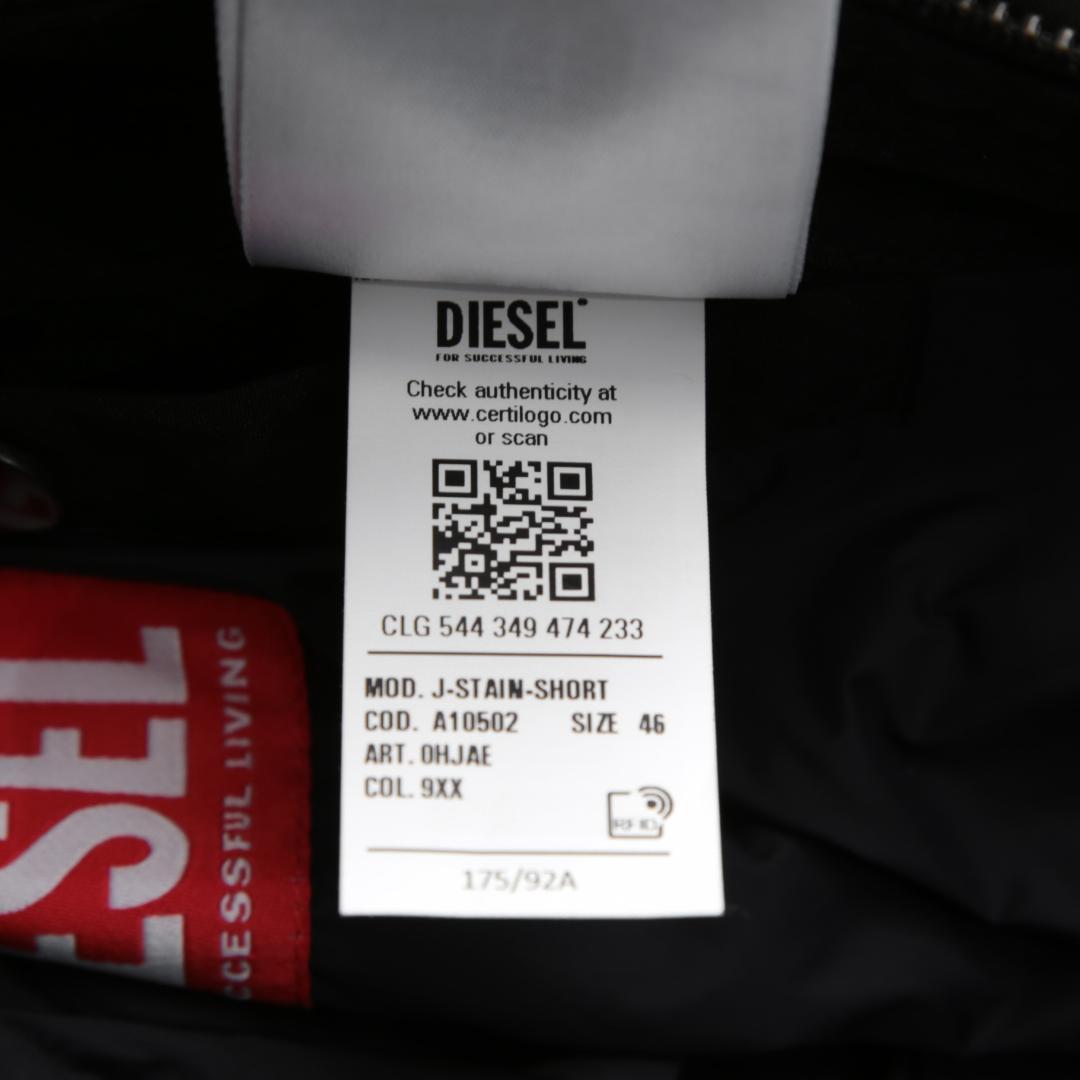 DIESEL
FOR SUCCESSFUL LIVING
Check authenticity at
www.certilogo.com
or scan
CLG 544 349 474 233
MOD. J-STAIN-SHORT
COD. A10502 SIZE 46
ART. 0HJAE
COL. 9XX
RFID
175/92A
ESEL
CCESSFUL LIVING